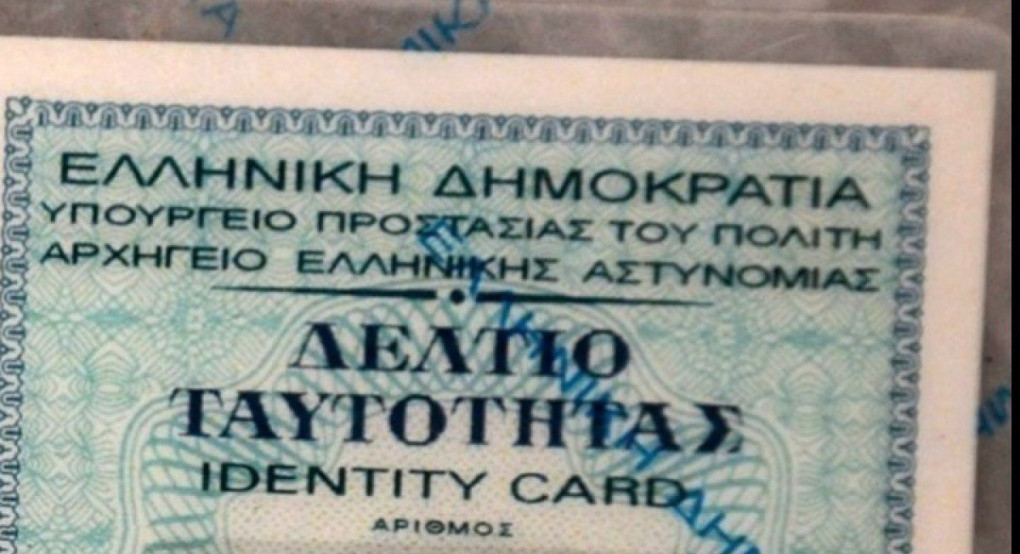 ΕΛΛΗΝΙΚΗ ΔΗΜΟΚΡΑΤΙΑ
ΥΠΟΥΡΓΕΙΟ ΠΡΟΣΤΑΣΙΑΣ ΤΟΥ ΠΟΛΙΤΗ
ΑΡΧΗΓΕΙΟ ΕΛΛΗΝΙΚΗΣ ΑΣΤΥΝΟΜΙΑΣ
ΔΕΛΤΙΟ
ΤΑΥΤΟΤΗΤΑΣ
IDENTITY CARD
ΑΡΙΘΜΟΣ